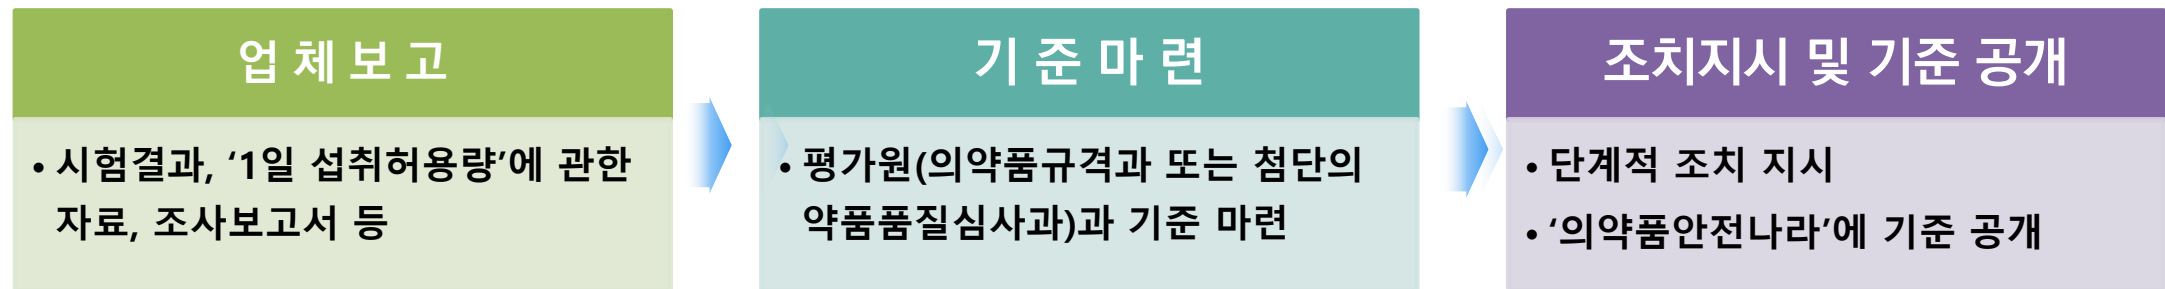 업체보고
• 시험결과, ‘1일 섭취허용량’에 관한
자료, 조사보고서 등
기준마련
• 평가원(의약품규격과 또는 첨단의
약품품질심사과)과 기준 마련
조치지시 및 기준 공개
• 단계적 조치 지시
• ‘의약품안전나라’에 기준 공개